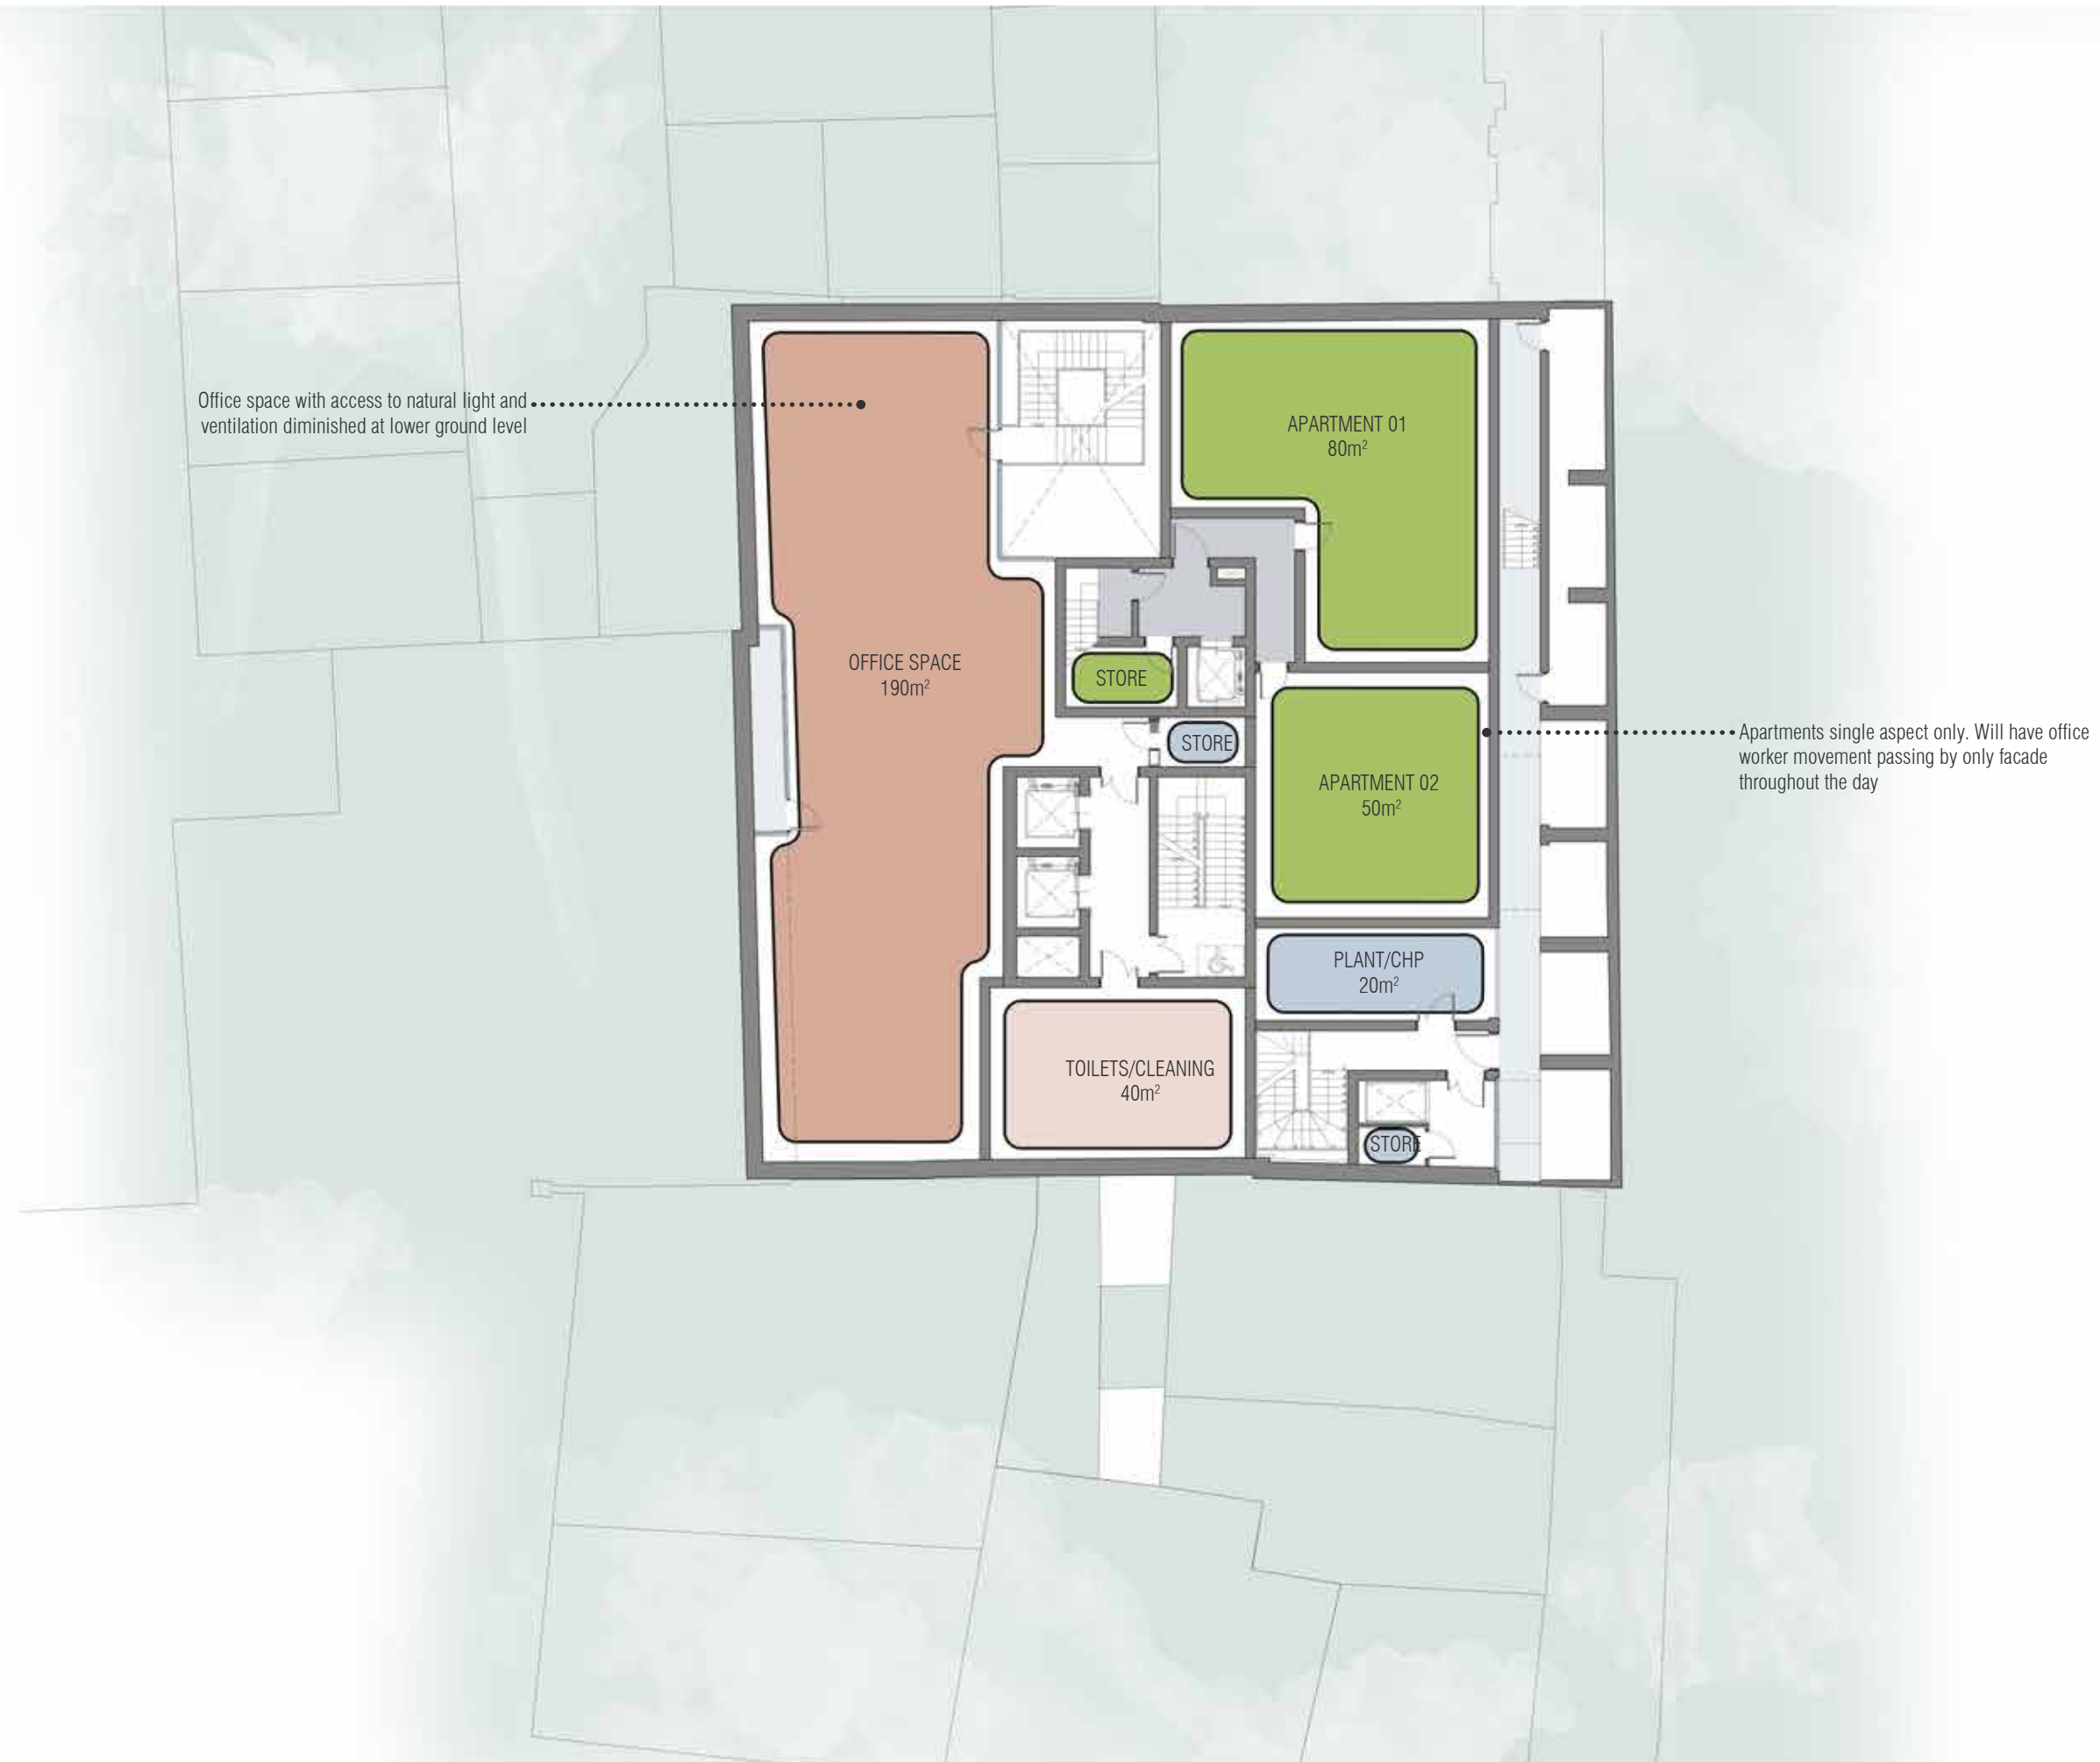 Office space with access to natural light and
ventilation diminished at lower ground level
APARTMENT 01
80m²
OFFICE SPACE
190m²
STORE
STORE
Apartments single aspect only. Will have office
worker movement passing by only facade
throughout the day
APARTMENT 02
50m²
PLANT/CHP
20m²
TOILETS/CLEANING
40m²
STORE